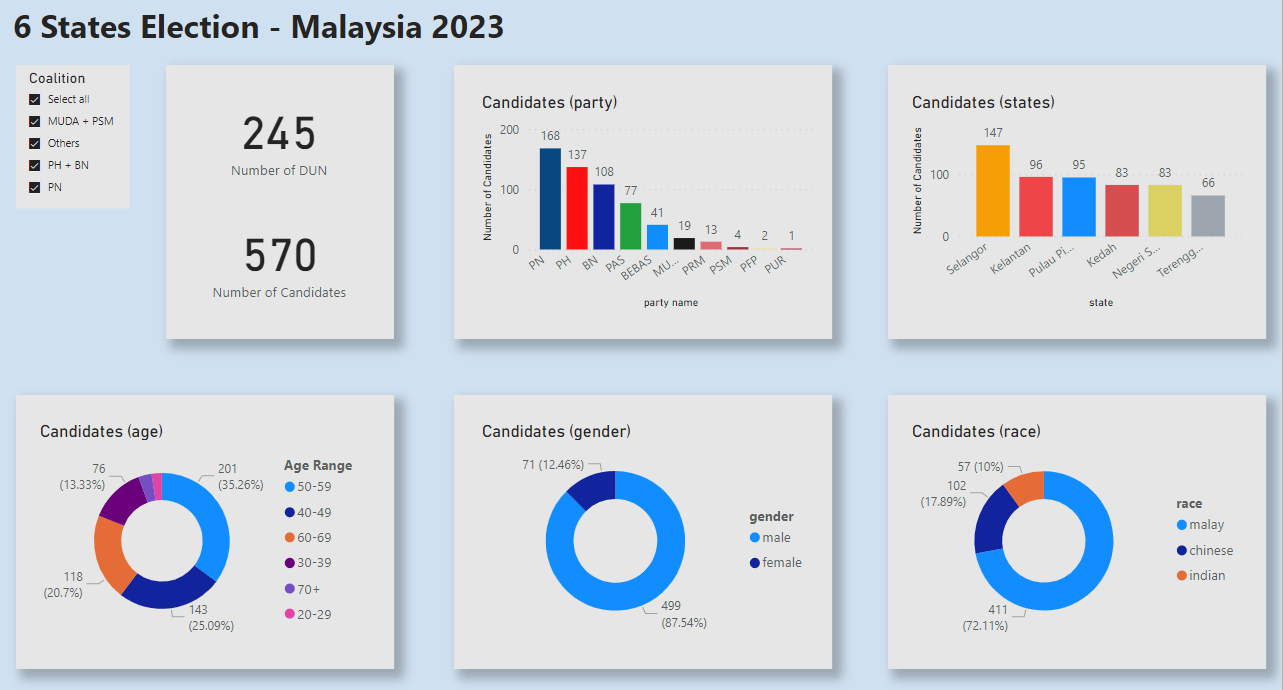 6 States Election - Malaysia 2023
Coalition
Select all
MUDA + PSM
Others
PH + BN
PN
245
Number of DUN
570
Number of Candidates
Candidates (party)
Number of Candidates
200
100
0
168
137
108
77
41
19
13
4
2
1
PN
PH
BN
PAS
BEBAS
MU...
PRM
PSM
PFP
PUR
party name
Candidates (states)
Number of Candidates
100
0
147
96
95
83
83
66
Selangor
Kelantan
Pulau Pi...
Kedah
Negeri S...
Terengg...
state
Candidates (age)
76
(13.33%)
201
(35.26%)
118
(20.7%)
143
(25.09%)
Age Range
50-59
40-49
60-69
30-39
70+
20-29
Candidates (gender)
71 (12.46%)
499
(87.54%)
gender
male
female
Candidates (race)
57 (10%)
102
(17.89%)
411
(72.11%)
race
malay
chinese
indian